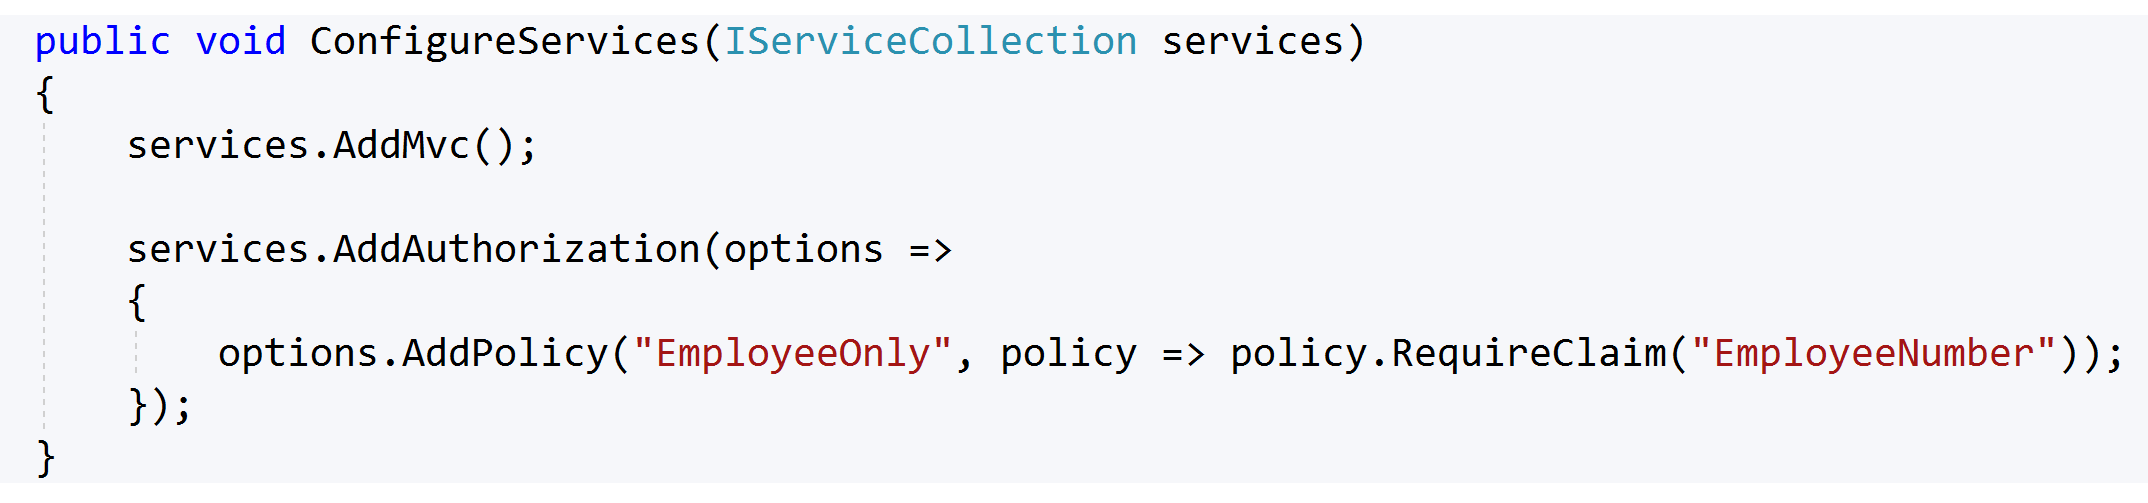 public void ConfigureServices(IServiceCollection services)
{
    services.AddMvc();

    services.AddAuthorization(options =>
    {
        options.AddPolicy("EmployeeOnly", policy => policy.RequireClaim("EmployeeNumber"));
    });
}